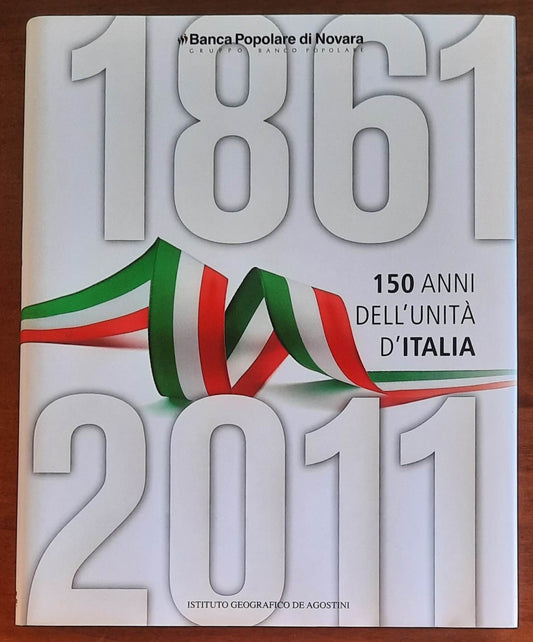 Banca Popolare di Novara
GRUPPO BANCO POPOLARE
1861
150 ANNI
DELL'UNITÀ
D'ITALIA
2011
ISTITUTO GEOGRAFICO DE AGOSTINI